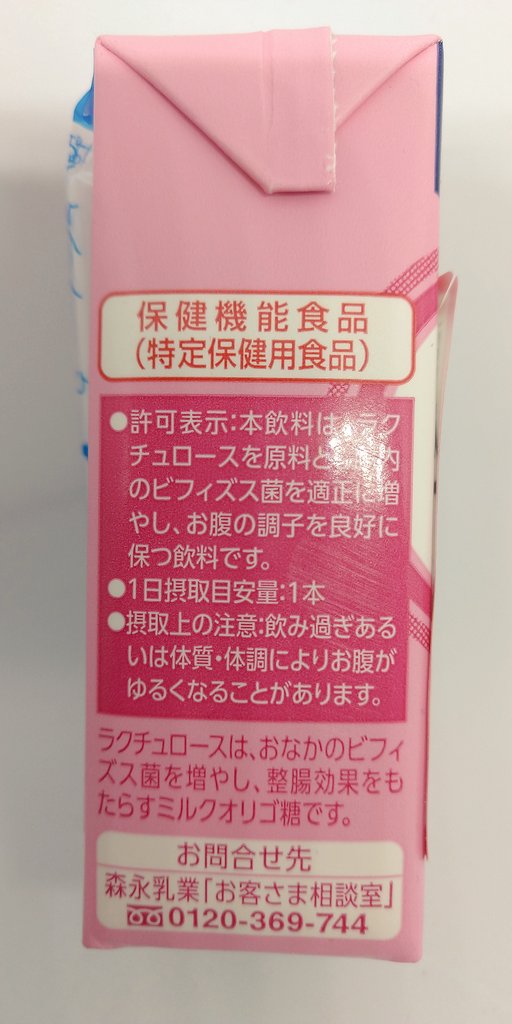 保健機能食品
（特定保健用食品）
●許可表示：本飲料は、ラク
チュロースを原料と 内
のビフィズス菌を適正に増
やし、お腹の調子を良好に
保つ飲料です。
●1日摂取目安量：1本
●摂取上の注意：飲み過ぎある
いは体質・体調によりお腹が
ゆるくなることがあります。
ラクチュロースは、おなかのビフィ
ズス菌を増やし、整腸効果をも
たらすミルクオリゴ糖です。
お問合せ先
森永乳業「お客さま相談室」
0120-369-744